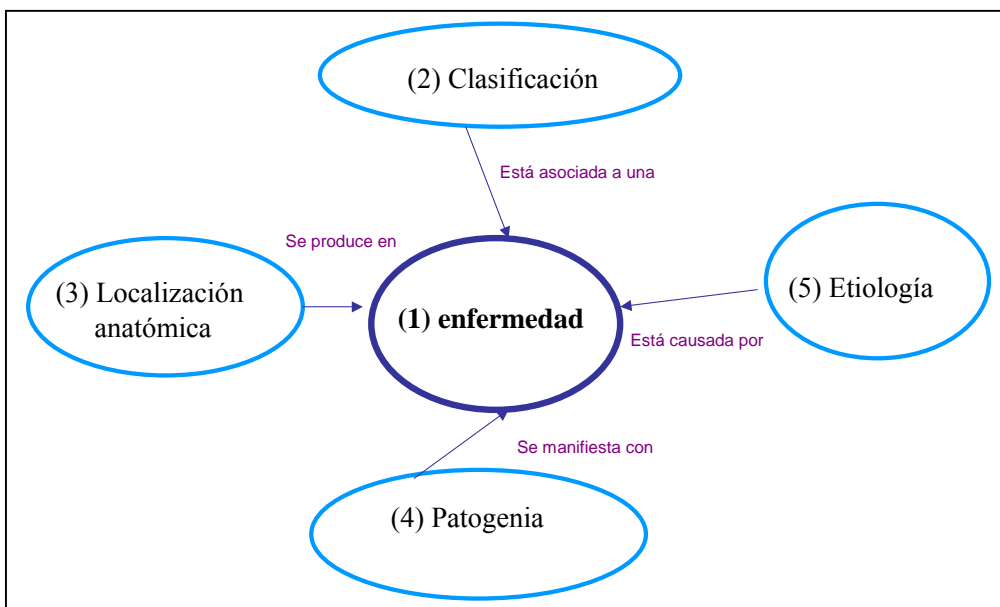 (2) Clasificación
Está asociada a una
Se produce en
(3) Localización
anatómica
(1) enfermedad
(5) Etiología
Está causada por
Se manifiesta con
(4) Patogenia